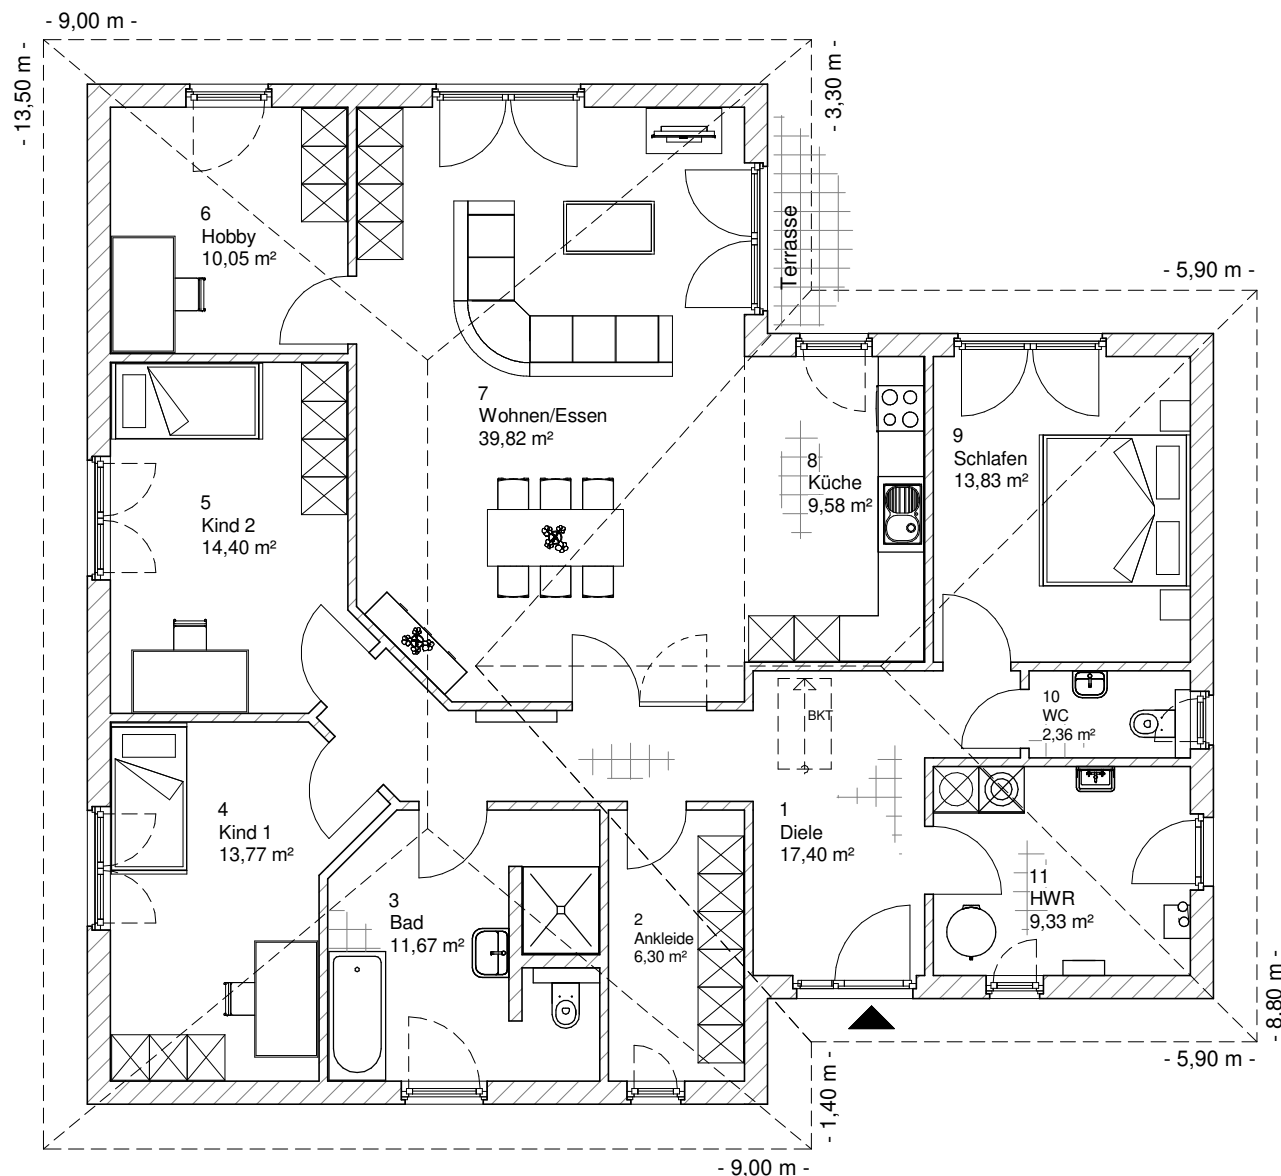 - 9,00 m -
- 13,50 m -
- 3,30 m -
Terrasse
- 5,90 m -
6
Hobby
10,05 m²
7
Wohnen/Essen
39,82 m²
8
Küche
9,58 m²
9
Schlafen
13,83 m²
5
Kind 2
14,40 m²
10
WC
2,36 m²
BKT
4
Kind 1
13,77 m²
1
Diele
17,40 m²
3
Bad
11,67 m²
2
Ankleide
6,30 m²
11
HWR
9,33 m²
- 8,80 m -
- 5,90 m -
- 1,40 m -
- 9,00 m -